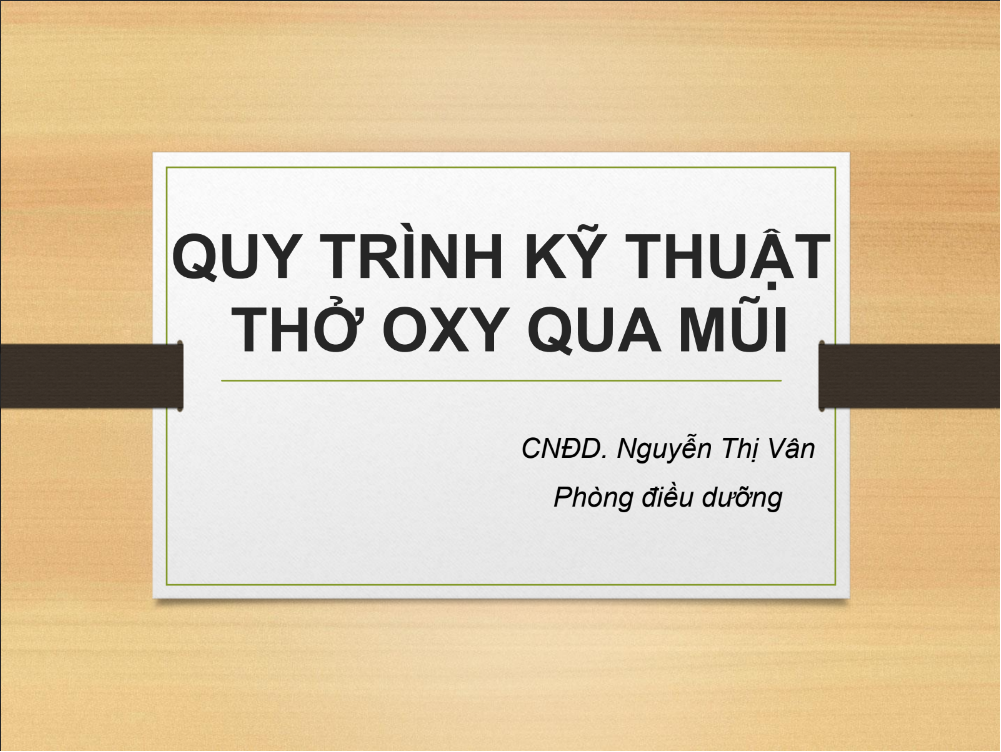 QUY TRÌNH KỸ THUẬT
THỞ OXY QUA MŨI
CNĐD. Nguyễn Thị Vân
Phòng điều dưỡng